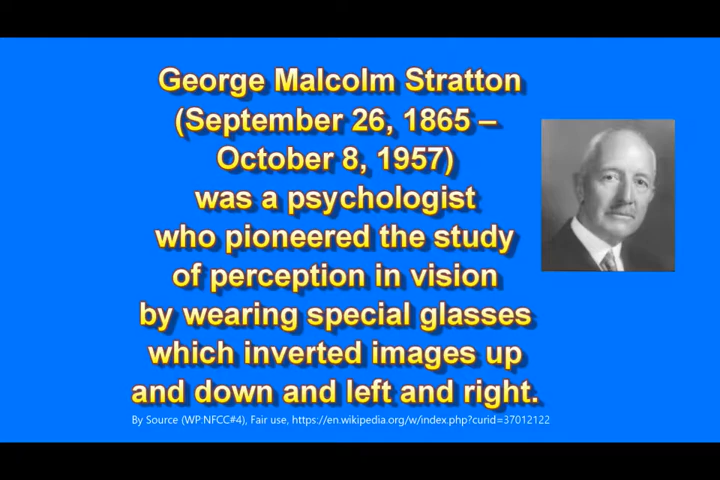 George Malcolm Stratton
(September 26, 1865 –
October 8, 1957)
was a psychologist
who pioneered the study
of perception in vision
by wearing special glasses
which inverted images up
and down and left and right.
By Source (WP:NFCC#4), Fair use, https://en.wikipedia.org/w/index.php?curid=37012122